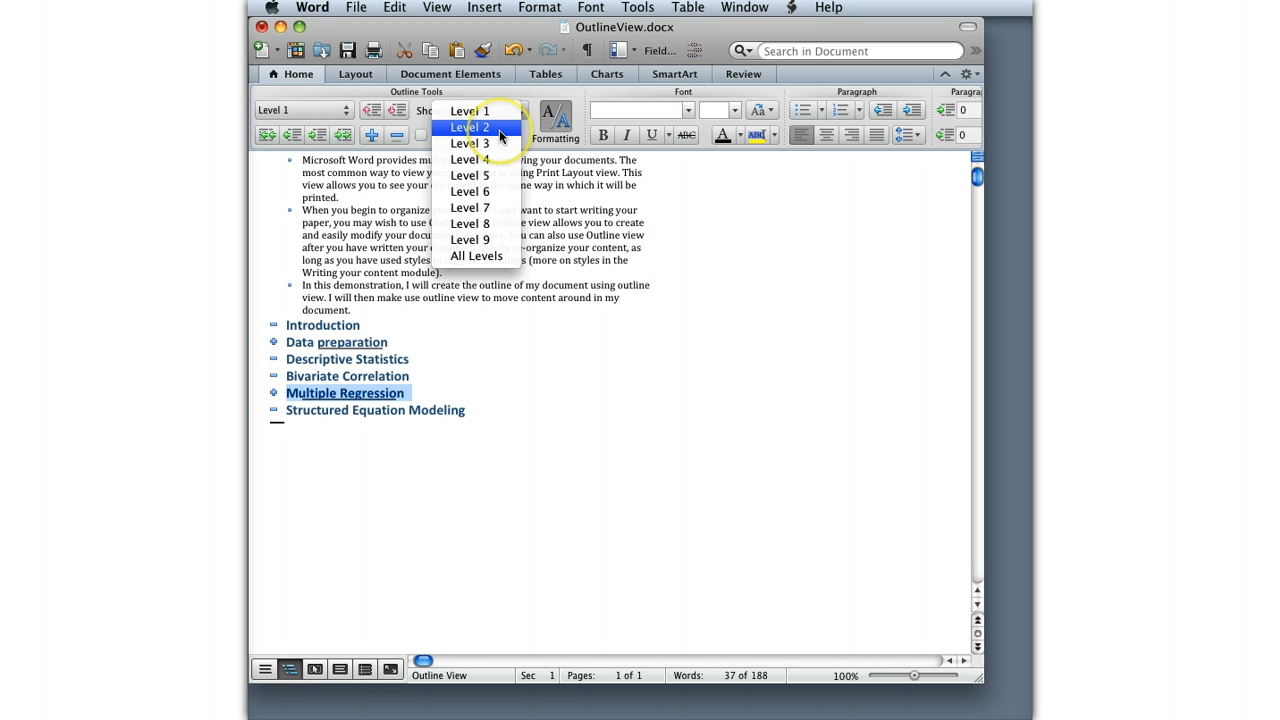 Word File Edit View Insert Format Font Tools Table Window Help
OutlineView.docx
Field... Search in Document
Home Layout Document Elements Tables Charts SmartArt Review
Outline Tools Font Paragraph
Level 1 Sho Aa 0
Formatting B I U ABC A ABC 0
Level 1
Level 2
Level 3
Level 4
Level 5
Level 6
Level 7
Level 8
Level 9
All Levels
Microsoft Word provides your documents. The
most common way to view your using Print Layout view. This
view allows you to see your same way in which it will be
printed.
When you begin to organize and want to start writing your
paper, you may wish to use view allows you to create
and easily modify your can also use Outline view
after you have written your re-organize your content, as
long as you have used styles (more on styles in the
Writing your content module).
In this demonstration, I will create the outline of my document using outline
view. I will then make use outline view to move content around in my
document.
Introduction
Data preparation
Descriptive Statistics
Bivariate Correlation
Multiple Regression
Structured Equation Modeling
Outline View Sec 1 Pages: 1 of 1 Words: 37 of 188 100%